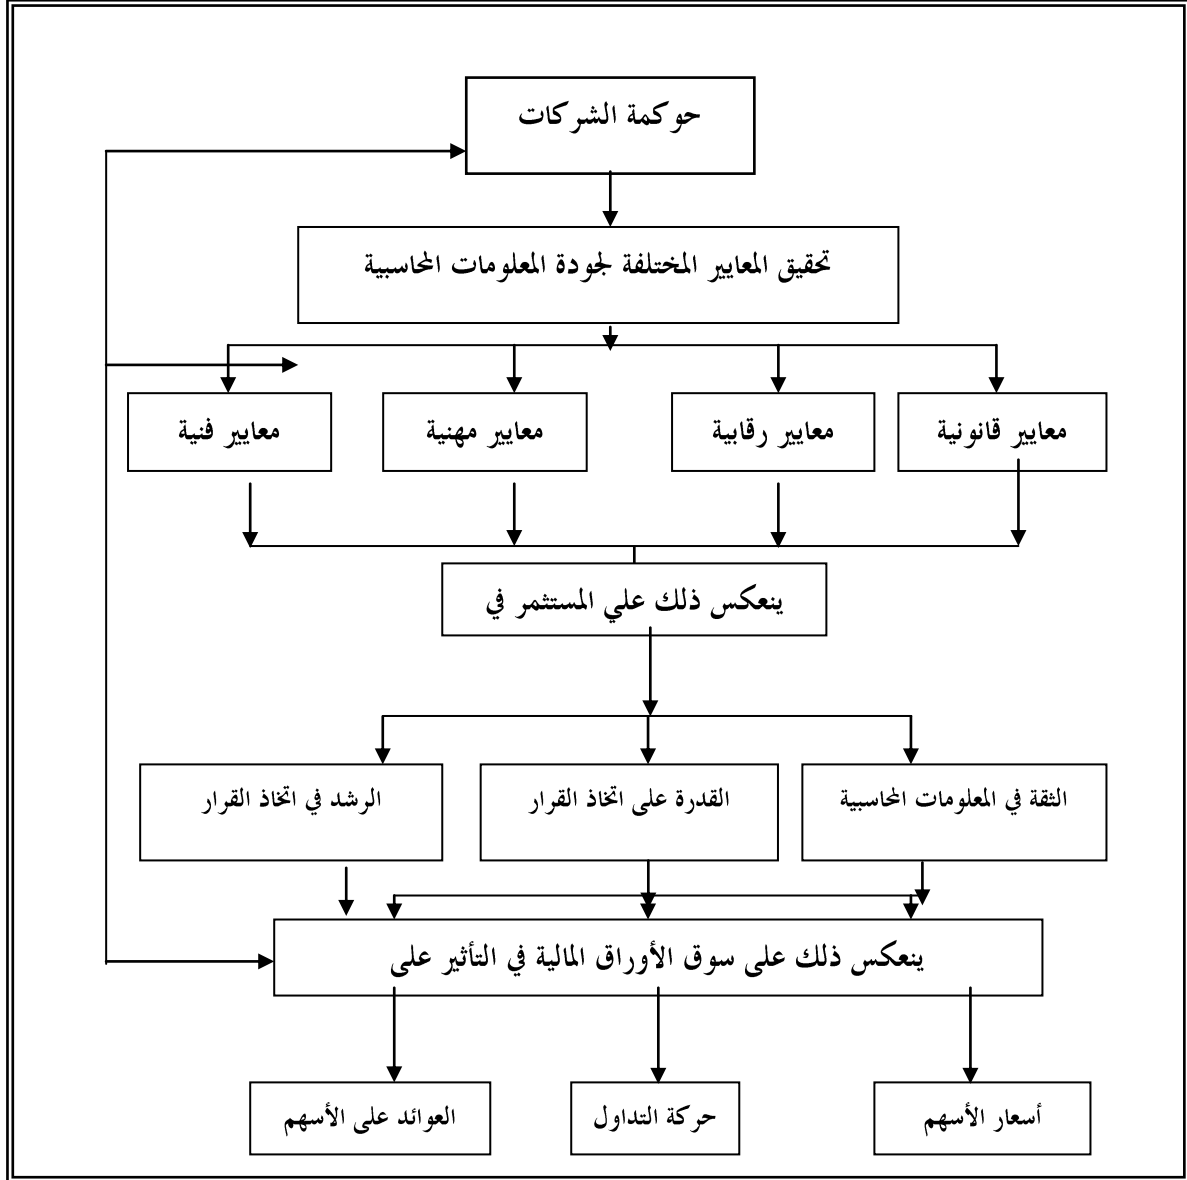 حوكمة الشركات
تحقيق المعايير المختلفة لجودة المعلومات المحاسبية
معايير قانونية
معايير رقابية
معايير مهنية
معايير فنية
ينعكس ذلك علي المستثمر في
الثقة في المعلومات المحاسبية
القدرة على اتخاذ القرار
الرشد في اتخاذ القرار
ينعكس ذلك على سوق الأوراق المالية في التأثير على
أسعار الأسهم
حركة التداول
العوائد على الأسهم